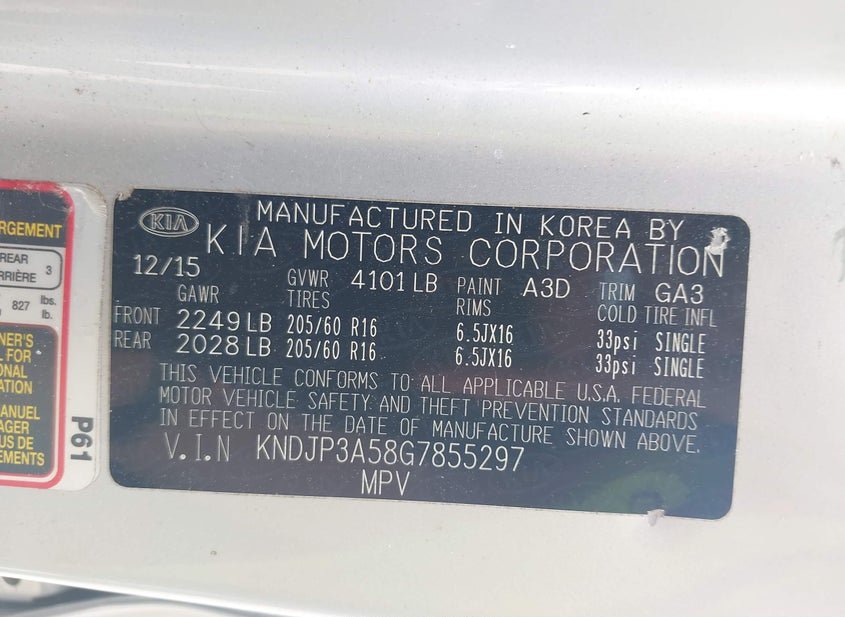 RGEMENT
REAR
RRIÈRE 3
827 lbs.
lb.
NER'S
L FOR
ONAL
ATION
MANUEL
AGER
US DE
NEMENTS
P61
KIA
MANUFACTURED IN KOREA BY
KIA MOTORS CORPORATION
12/15 GVWR 4101LB PAINT A3D TRIM GA3
GAWR TIRES RIMS COLD TIRE INFL
FRONT 2249LB 205/60 R16 6.5JX16 33psi SINGLE
REAR 2028LB 205/60 R16 6.5JX16 33psi SINGLE
THIS VEHICLE CONFORMS TO ALL APPLICABLE U.S.A. FEDERAL
MOTOR VEHICLE SAFETY AND THEFT PREVENTION STANDARDS
IN EFFECT ON THE DATE OF MANUFACTURE SHOWN ABOVE.
V.I.N KNDJP3A58G7855297
MPV